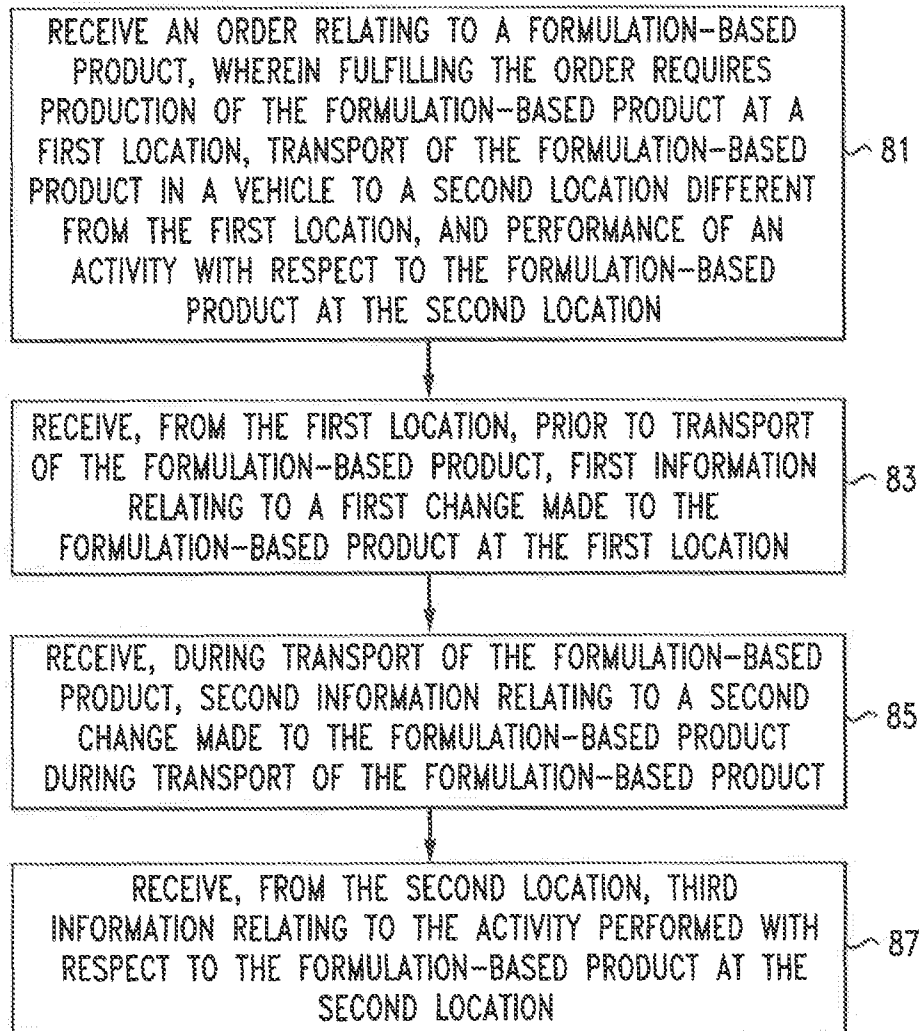 RECEIVE AN ORDER RELATING TO A FORMULATION-BASED
PRODUCT, WHEREIN FULFILLING THE ORDER REQUIRES
PRODUCTION OF THE FORMULATION-BASED PRODUCT AT A
FIRST LOCATION, TRANSPORT OF THE FORMULATION-BASED
PRODUCT IN A VEHICLE TO A SECOND LOCATION DIFFERENT
FROM THE FIRST LOCATION, AND PERFORMANCE OF AN
ACTIVITY WITH RESPECT TO THE FORMULATION-BASED
PRODUCT AT THE SECOND LOCATION
81
RECEIVE, FROM THE FIRST LOCATION, PRIOR TO TRANSPORT
OF THE FORMULATION-BASED PRODUCT, FIRST INFORMATION
RELATING TO A FIRST CHANGE MADE TO THE
FORMULATION-BASED PRODUCT AT THE FIRST LOCATION
83
RECEIVE, DURING TRANSPORT OF THE FORMULATION-BASED
PRODUCT, SECOND INFORMATION RELATING TO A SECOND
CHANGE MADE TO THE FORMULATION-BASED PRODUCT
DURING TRANSPORT OF THE FORMULATION-BASED PRODUCT
85
RECEIVE, FROM THE SECOND LOCATION, THIRD
INFORMATION RELATING TO THE ACTIVITY PERFORMED WITH
RESPECT TO THE FORMULATION-BASED PRODUCT AT THE
SECOND LOCATION
87